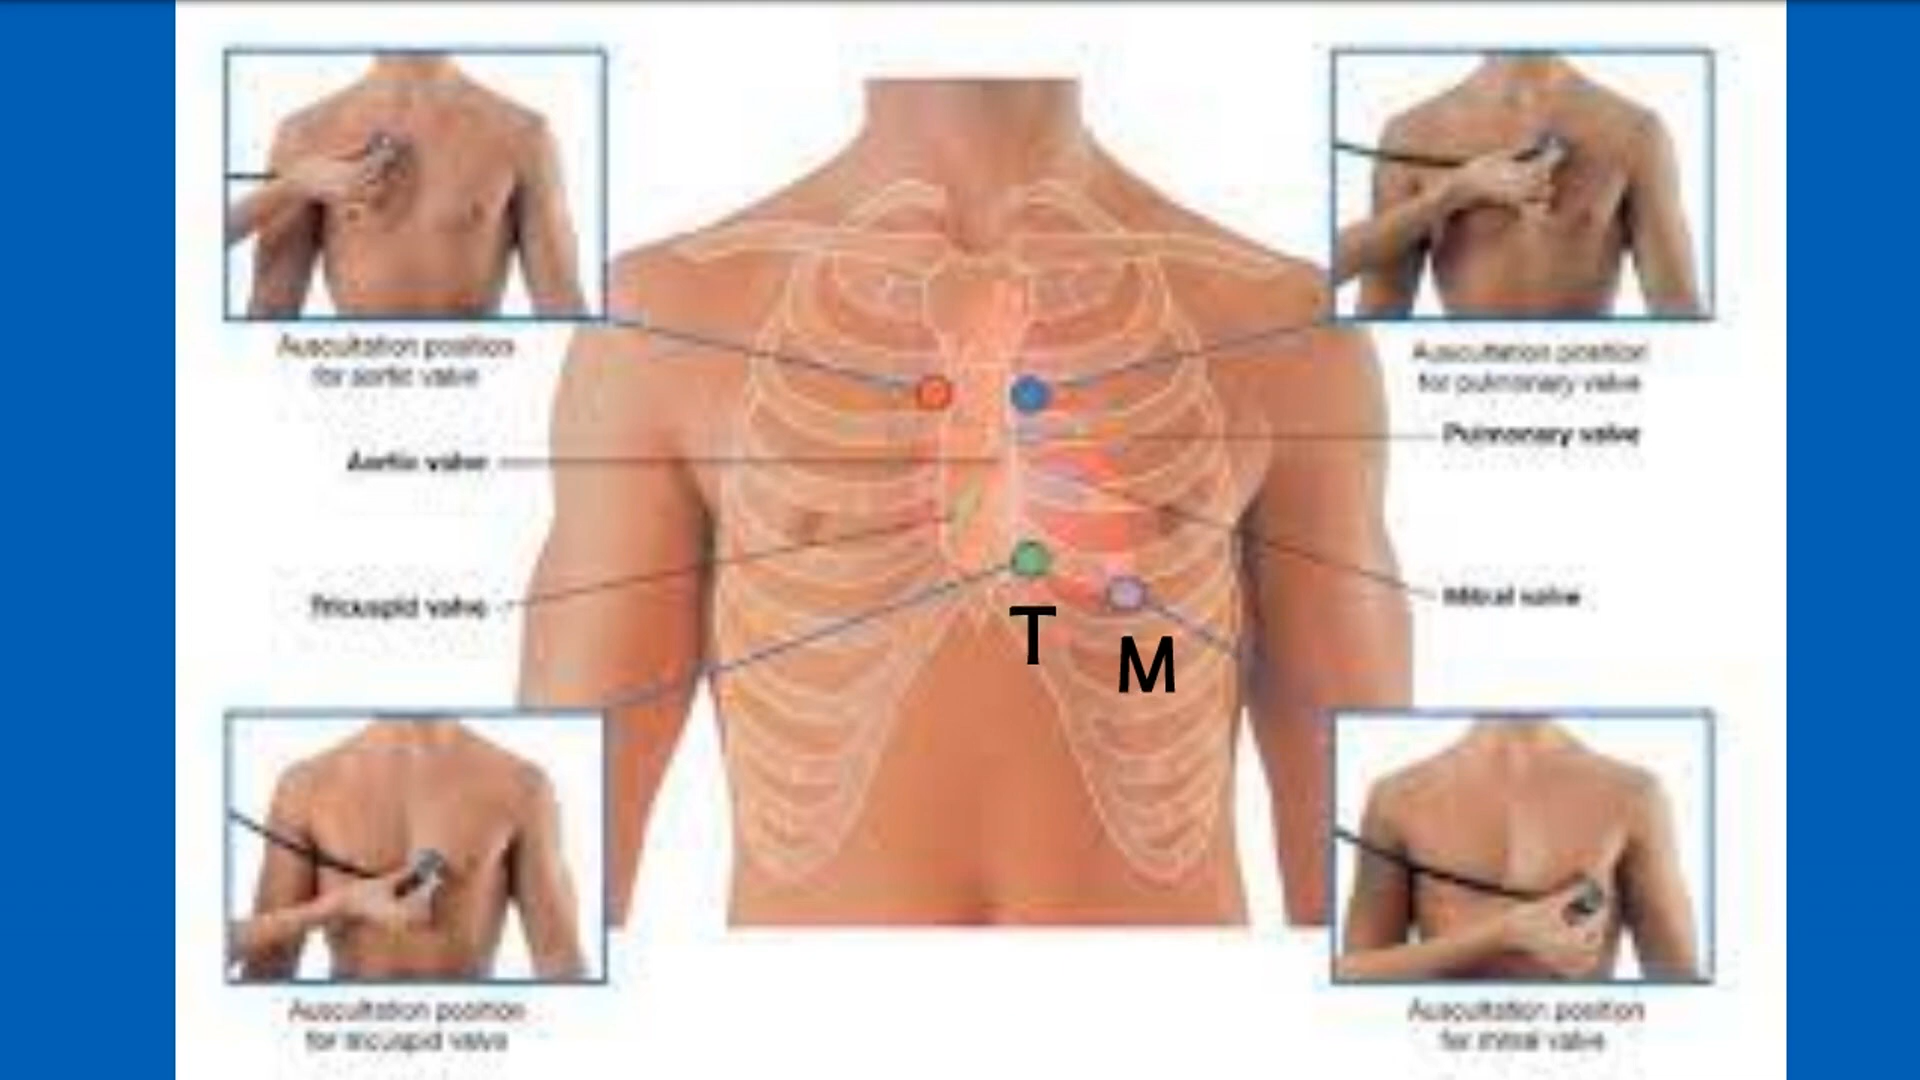 Auscultation position
for aortic valve
Auscultation position
for pulmonary valve
Pulmonary valve
Aortic valve
Tricuspid valve
Mitral valve
T
M
Auscultation position
for tricuspid valve
Auscultation position
for mitral valve